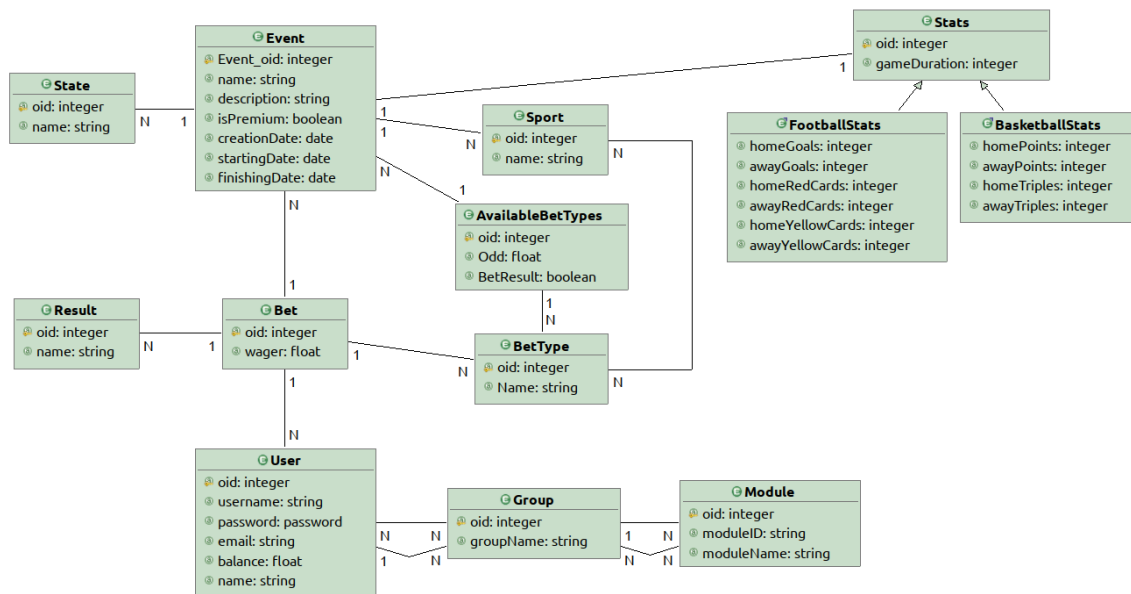 Event
Event_oid: integer
name: string
description: string
isPremium: boolean
creationDate: date
startingDate: date
finishingDate: date
Stats
oid: integer
gameDuration: integer
State
oid: integer
name: string
N
1
1
1
1
N
N
1
Sport
oid: integer
name: string
N
FootballStats
homeGoals: integer
awayGoals: integer
homeRedCards: integer
awayRedCards: integer
homeYellowCards: integer
awayYellowCards: integer
BasketballStats
homePoints: integer
awayPoints: integer
homeTriples: integer
awayTriples: integer
AvailableBetTypes
oid: integer
Odd: float
BetResult: boolean
N
1
1
N
Result
oid: integer
name: string
N
1
Bet
oid: integer
wager: float
1
N
BetType
oid: integer
Name: string
N
1
N
User
oid: integer
username: string
password: password
email: string
balance: float
name: string
N
N
1
N
Group
oid: integer
groupName: string
1
N
N
N
Module
oid: integer
moduleID: string
moduleName: string